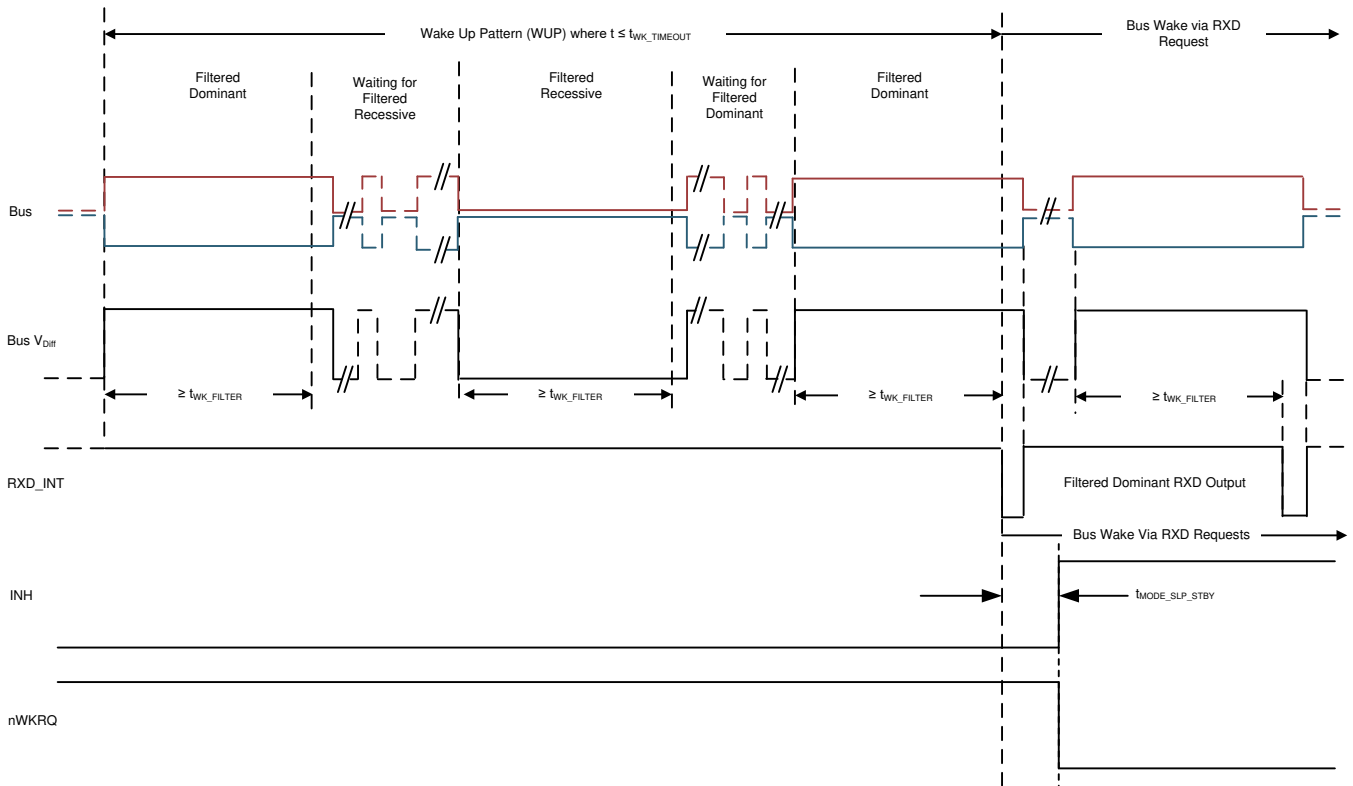 Wake Up Pattern (WUP) where t ≤ tWK_TIMEOUT
Bus Wake via RXD
Request
Filtered
Dominant
Waiting for
Filtered
Recessive
Filtered
Recessive
Waiting for
Filtered
Dominant
Filtered
Dominant
Bus
Bus VDiff
≥ tWK_FILTER
≥ tWK_FILTER
≥ tWK_FILTER
≥ tWK_FILTER
RXD_INT
Filtered Dominant RXD Output
Bus Wake Via RXD Requests
INH
tMODE_SLP_STBY
nWKRQ